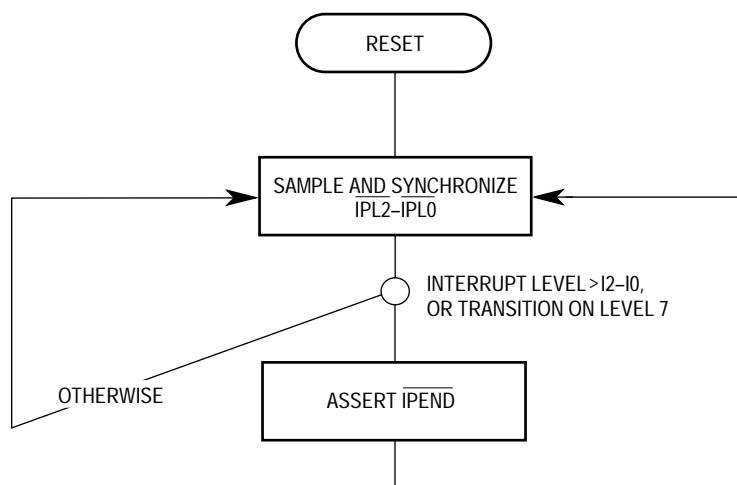 RESET
SAMPLE AND SYNCHRONIZE
IPL2–IPL0
INTERRUPT LEVEL > I2–I0,
OR TRANSITION ON LEVEL 7
OTHERWISE
ASSERT IPEND